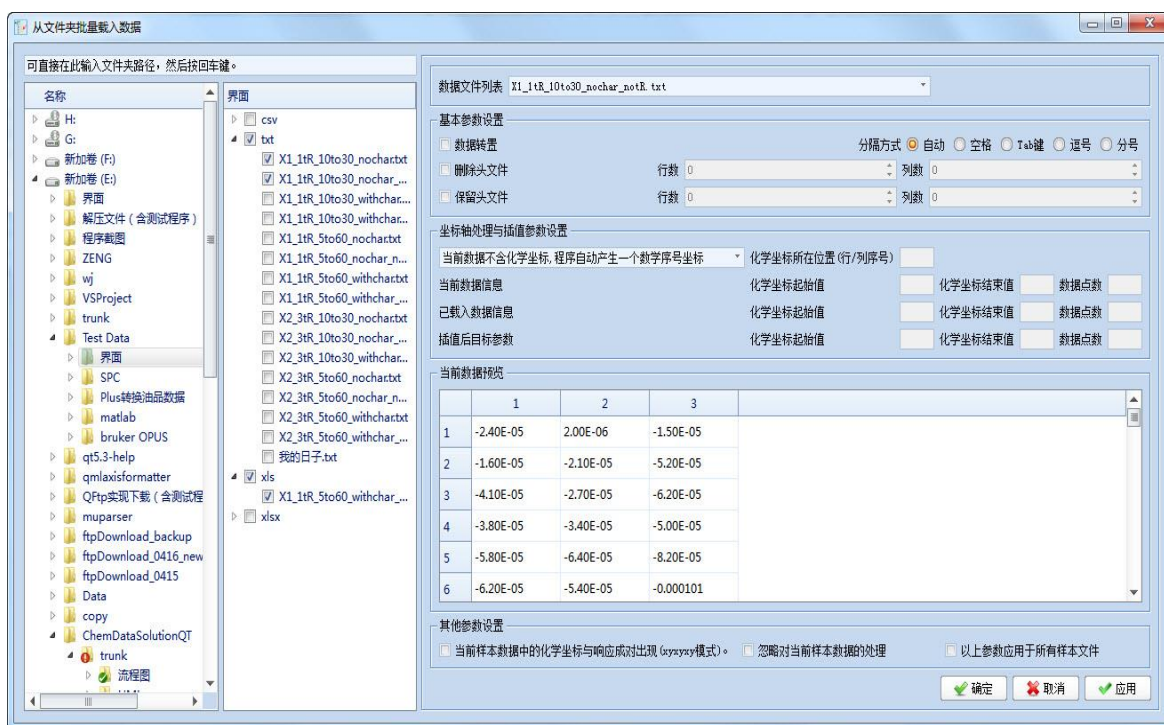 从文件夹批量载入数据
可直接在此输入文件夹路径，然后按回车键。
名称
H:
G:
新加卷 (F:)
新加卷 (E:)
界面
解压文件（含测试程序）
程序截图
ZENG
wj
VSProject
trunk
Test Data
界面
SPC
Plus转换油品数据
matlab
bruker OPUS
qt5.3-help
qmlaxisformatter
QFtp实现下载（含测试程
muparser
ftpDownload_backup
ftpDownload_0416_new
ftpDownload_0415
Data
copy
ChemDataSolutionQT
trunk
流程图
界面
csv
txt
X1_1tR_10to30_nochar.txt
X1_1tR_10to30_nochar_...
X1_1tR_10to30_withchar....
X1_1tR_10to30_withchar...
X1_1tR_5to60_nochar.txt
X1_1tR_5to60_nochar_n...
X1_1tR_5to60_withchar.txt
X1_1tR_5to60_withchar_...
X2_3tR_10to30_nochar.txt
X2_3tR_10to30_nochar_...
X2_3tR_10to30_withchar....
X2_3tR_10to30_withchar...
X2_3tR_5to60_nochar.txt
X2_3tR_5to60_nochar_n...
X2_3tR_5to60_withchar.txt
X2_3tR_5to60_withchar_...
我的日子.txt
xls
X1_1tR_5to60_withchar_...
xlsx
数据文件列表 X1_1tR_10to30_nochar_notR.txt
基本参数设置
数据转置 分隔方式 自动 空格 Tab键 逗号 分号
删除头文件 行数 0 列数 0
保留头文件 行数 0 列数 0
坐标轴处理与插值参数设置
当前数据不含化学坐标,程序自动产生一个数学序号坐标 化学坐标所在位置(行/列序号)
当前数据信息 化学坐标起始值 化学坐标结束值 数据点数
已载入数据信息 化学坐标起始值 化学坐标结束值 数据点数
插值后目标参数 化学坐标起始值 化学坐标结束值 数据点数
当前数据预览
1 2 3
1 -2.40E-05 2.00E-06 -1.50E-05
2 -1.60E-05 -2.10E-05 -5.20E-05
3 -4.10E-05 -2.70E-05 -6.20E-05
4 -3.80E-05 -3.40E-05 -5.00E-05
5 -5.80E-05 -6.40E-05 -8.20E-05
6 -6.20E-05 -5.40E-05 -0.000101
其他参数设置
当前样本数据中的化学坐标与响应成对出现(xyxyxy模式)。 忽略对当前样本数据的处理 以上参数应用于所有样本文件
确定 取消 应用